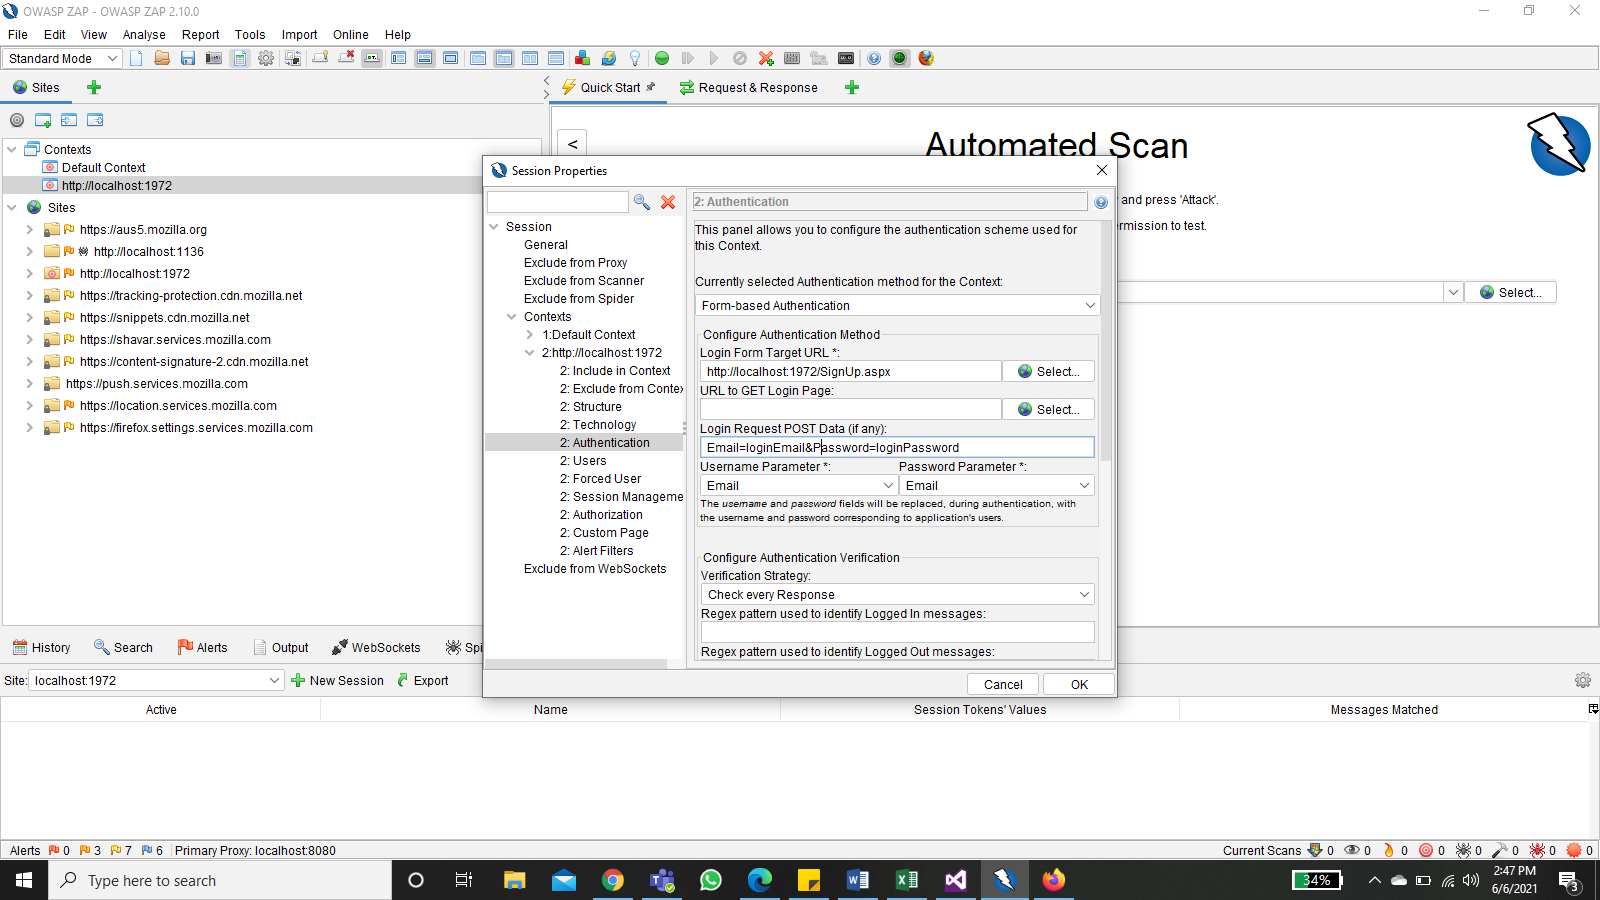 OWASP ZAP - OWASP ZAP 2.10.0
File Edit View Analyse Report Tools Import Online Help
Standard Mode
Sites
Quick Start
Request & Response
Contexts
Default Context
http://localhost:1972
Sites
https://aus5.mozilla.org
http://localhost:1136
http://localhost:1972
https://tracking-protection.cdn.mozilla.net
https://snippets.cdn.mozilla.net
https://shavar.services.mozilla.com
https://content-signature-2.cdn.mozilla.net
https://push.services.mozilla.com
https://location.services.mozilla.com
https://firefox.settings.services.mozilla.com
<
Automated Scan
and press 'Attack'.
rmission to test.
Select...
Session Properties
Session
General
Exclude from Proxy
Exclude from Scanner
Exclude from Spider
Contexts
1:Default Context
2:http://localhost:1972
2: Include in Context
2: Exclude from Contex
2: Structure
2: Technology
2: Authentication
2: Users
2: Forced User
2: Session Manageme
2: Authorization
2: Custom Page
2: Alert Filters
Exclude from WebSockets
2: Authentication
This panel allows you to configure the authentication scheme used for
this Context.
Currently selected Authentication method for the Context:
Form-based Authentication
Configure Authentication Method
Login Form Target URL *:
http://localhost:1972/SignUp.aspx
Select...
URL to GET Login Page:
Select...
Login Request POST Data (if any):
Email=loginEmail&Password=loginPassword
Username Parameter *: Password Parameter *:
Email Email
The username and password fields will be replaced, during authentication, with
the username and password corresponding to application's users.
Configure Authentication Verification
Verification Strategy:
Check every Response
Regex pattern used to identify Logged In messages:
Regex pattern used to identify Logged Out messages:
Cancel OK
History Search Alerts Output WebSockets Spi
Site: localhost:1972 New Session Export
Active Name Session Tokens' Values Messages Matched
Alerts 0 3 7 6 Primary Proxy: localhost:8080
Current Scans 0 0 0 0 0 0 0 0
Type here to search
34%
2:47 PM
6/6/2021
3